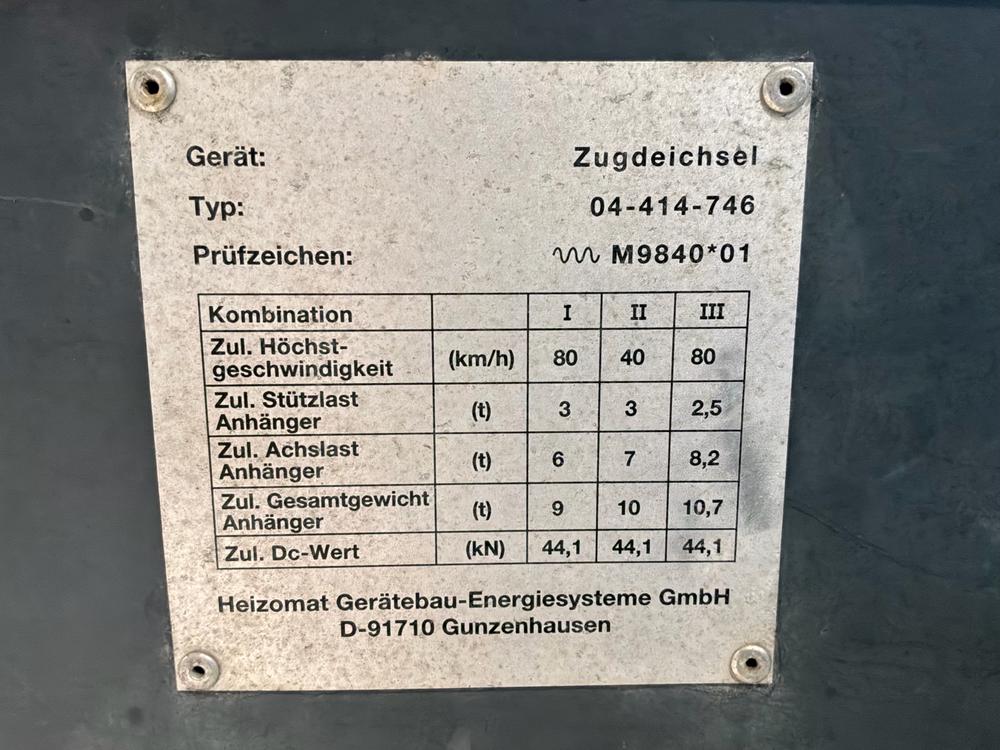 Gerät: Zugdeichsel
Typ: 04-414-746
Prüfzeichen: M9840*01
Kombination I II III
Zul. Höchst-
geschwindigkeit (km/h) 80 40 80
Zul. Stützlast
Anhänger (t) 3 3 2,5
Zul. Achslast
Anhänger (t) 6 7 8,2
Zul. Gesamtgewicht
Anhänger (t) 9 10 10,7
Zul. Dc-Wert (kN) 44,1 44,1 44,1
Heizomat Gerätebau-Energiesysteme GmbH
D-91710 Gunzenhausen